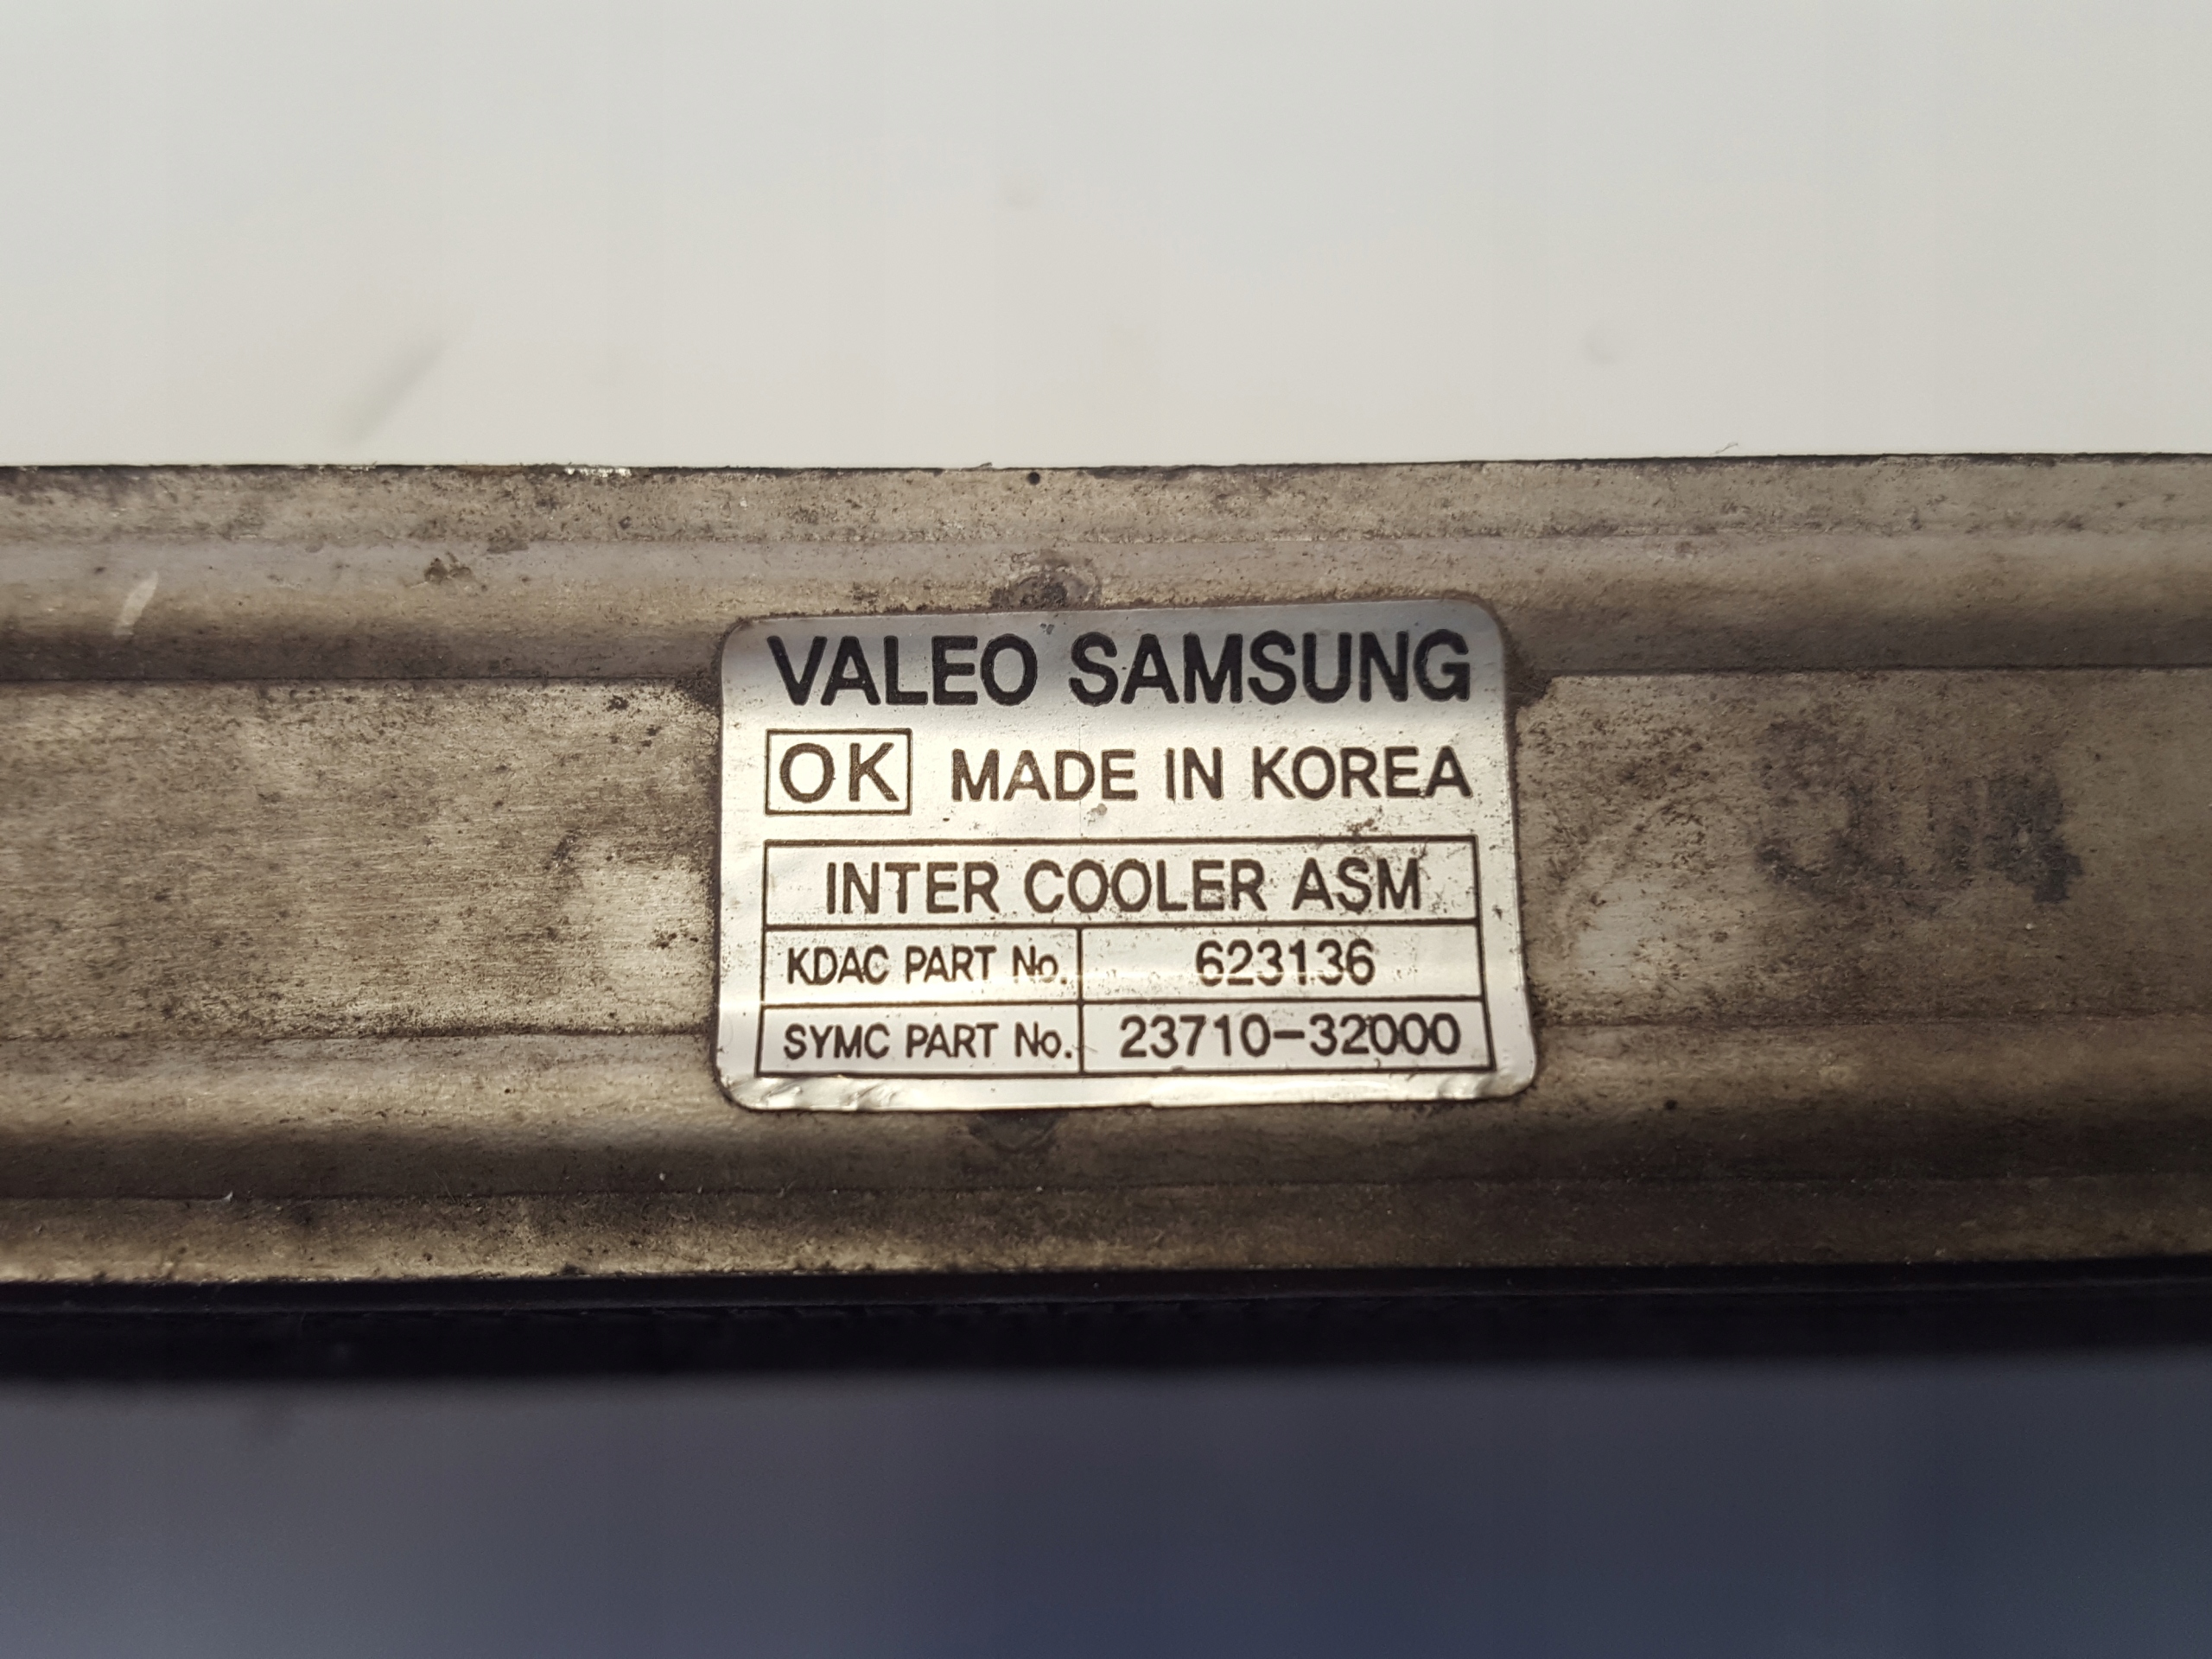 VALEO SAMSUNG
OK MADE IN KOREA
INTER COOLER ASM
KDAC PART No. 623136
SYMC PART No. 23710-32000